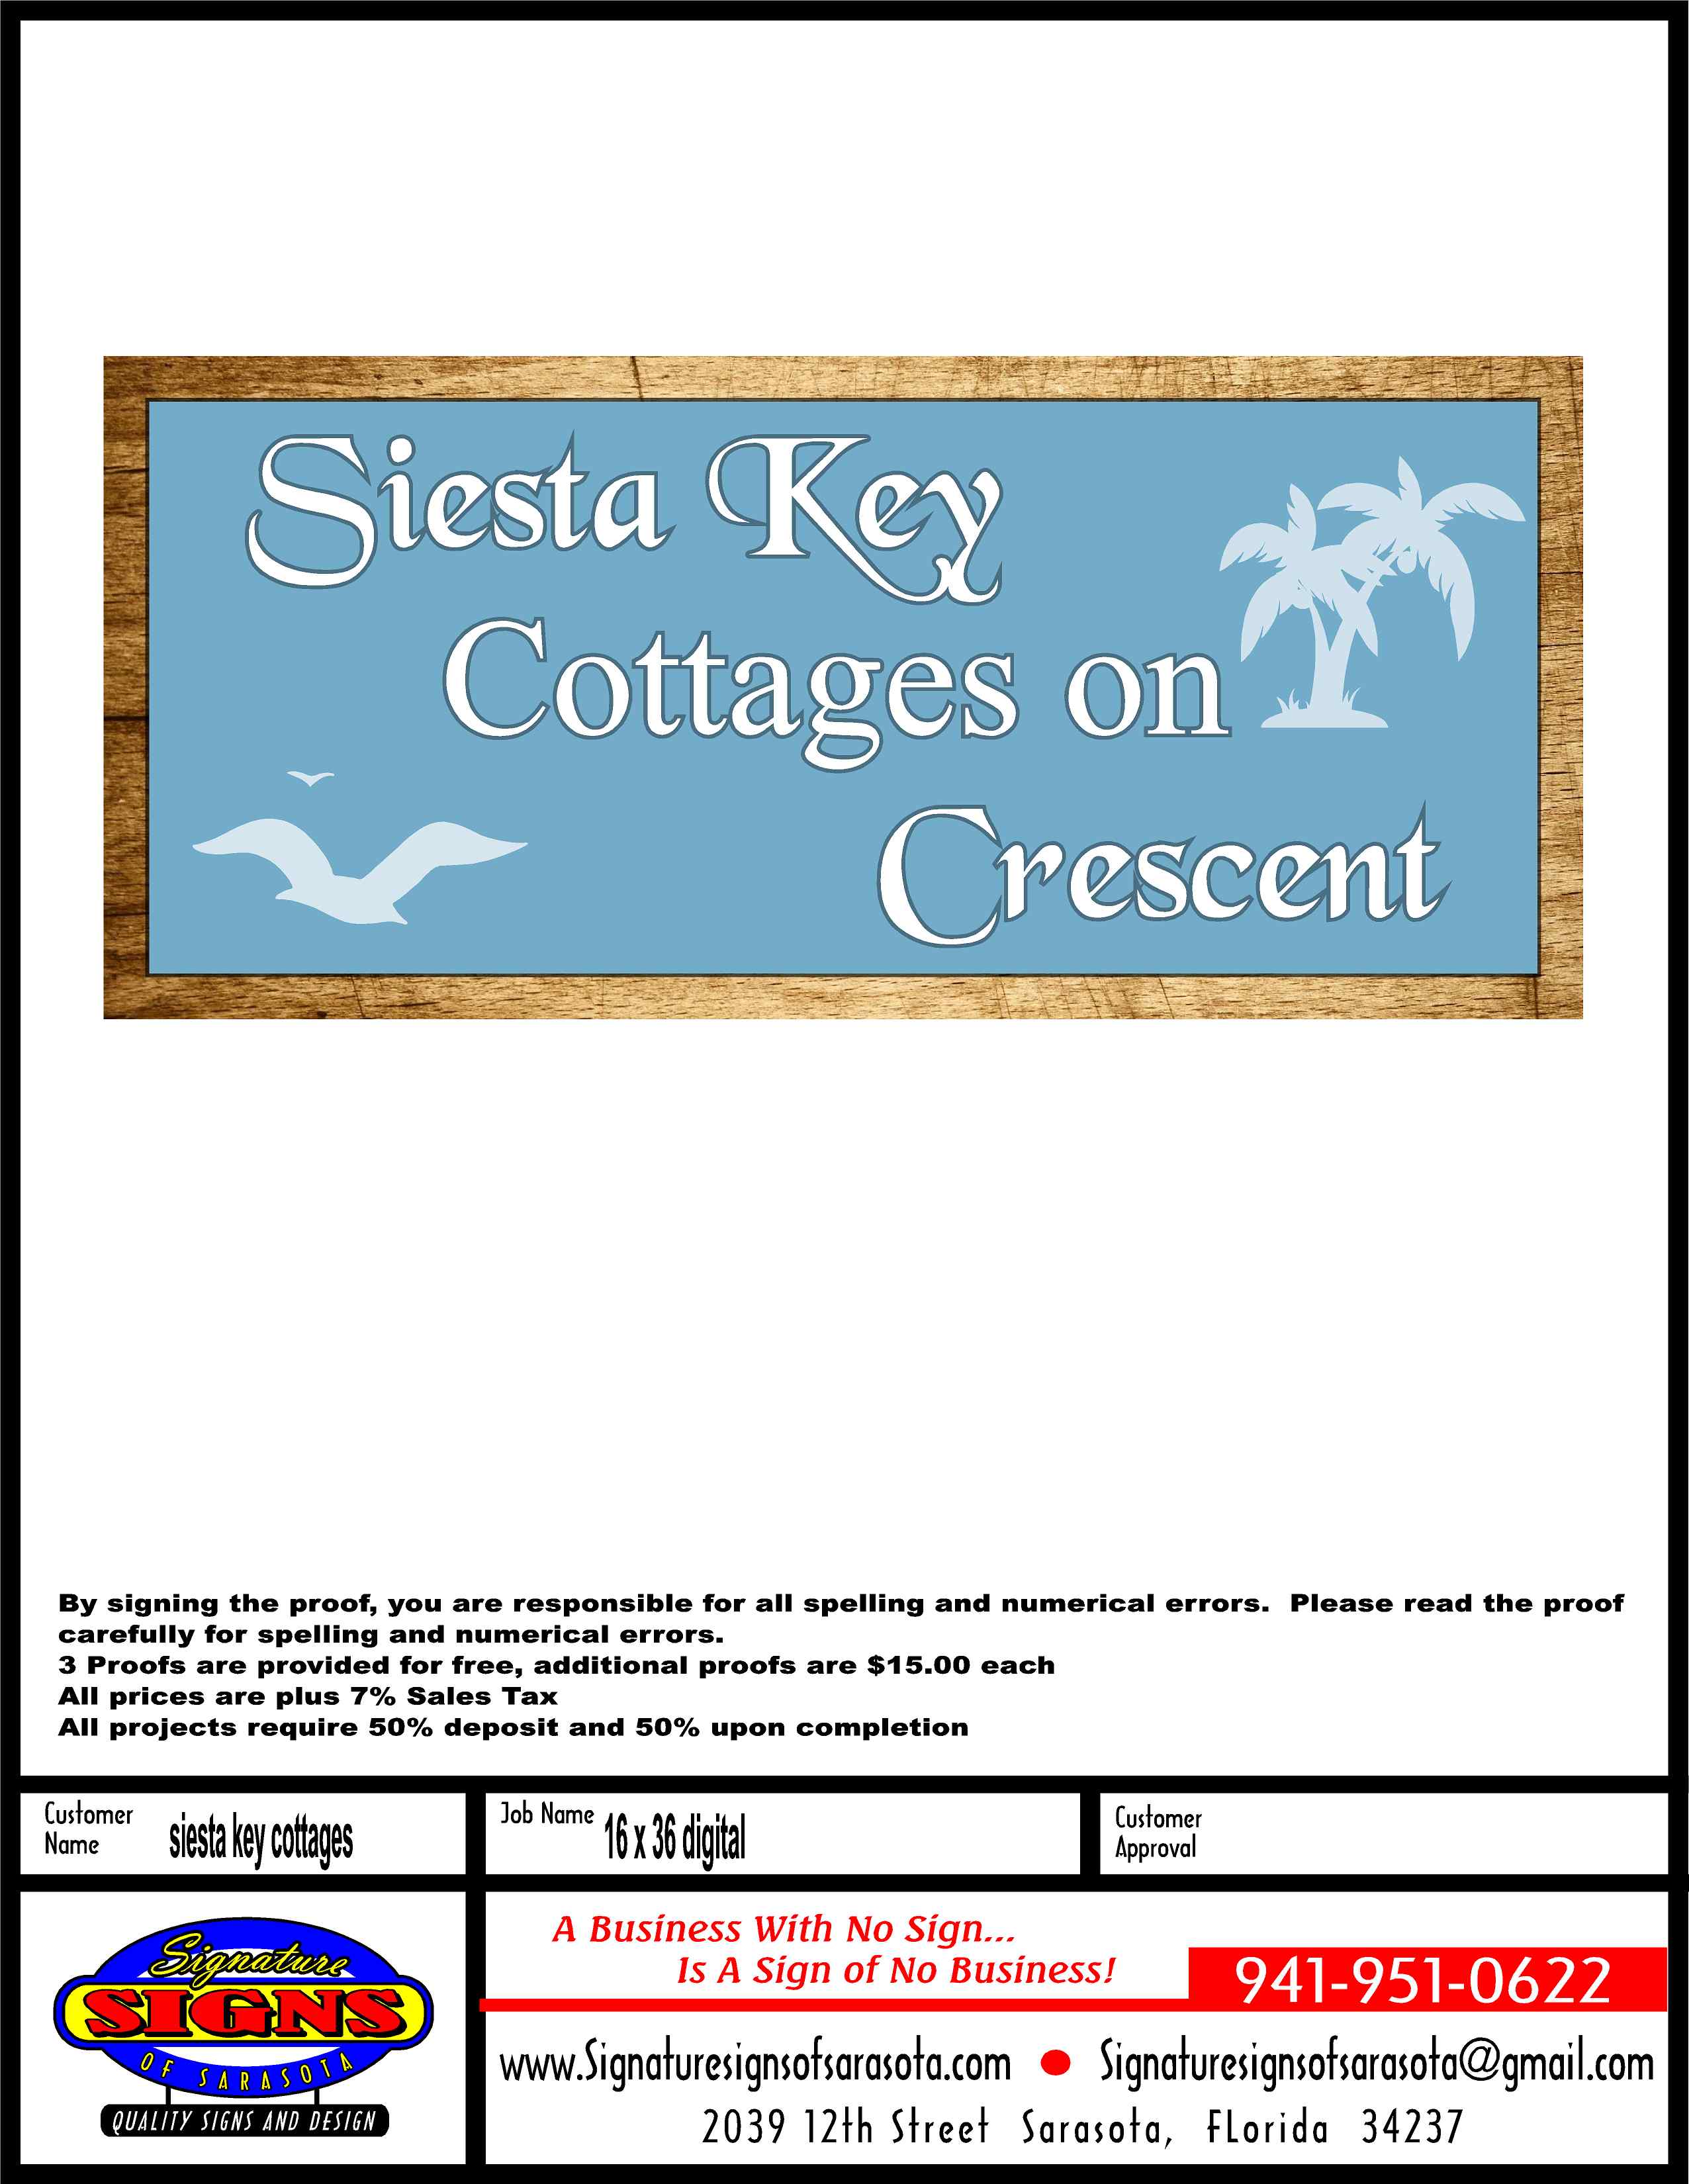 Siesta Key
Cottages on
Crescent
By signing the proof, you are responsible for all spelling and numerical errors.  Please read the proof
carefully for spelling and numerical errors.
3 Proofs are provided for free, additional proofs are $15.00 each
All prices are plus 7% Sales Tax
All projects require 50% deposit and 50% upon completion
Customer
Name
siesta key cottages
Job Name
16 x 36 digital
Customer
Approval
Signature
SIGNS
OF SARASOTA
QUALITY SIGNS AND DESIGN
A Business With No Sign...
Is A Sign of No Business!
941-951-0622
www.Signaturesignsofsarasota.com • Signaturesignsofsarasota@gmail.com
2039 12th Street Sarasota, FLorida 34237